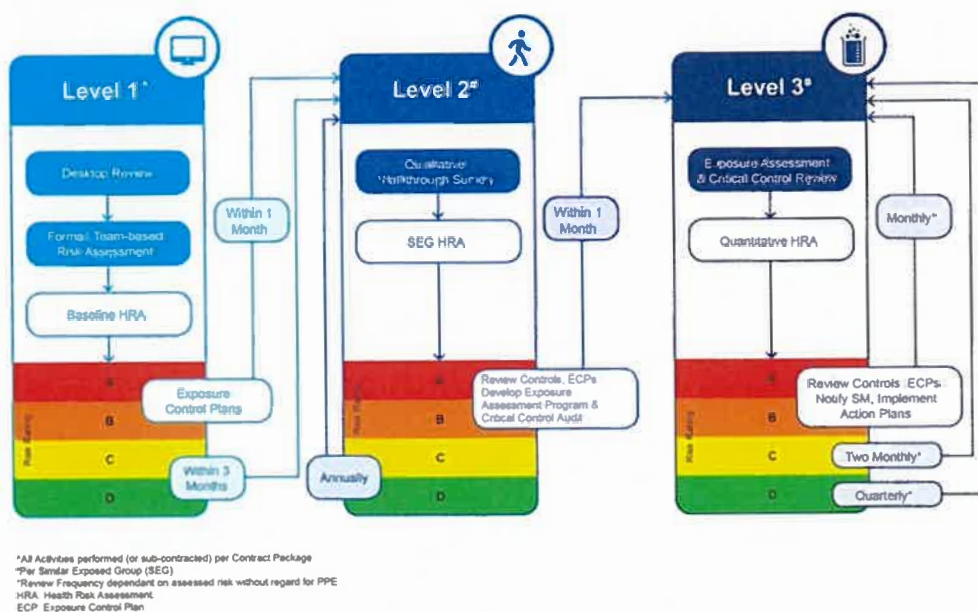 Level 1^
Desktop Review
Formal Team-based
Risk Assessment
Baseline HRA
Risk Rating
A
B
C
D
Exposure
Control Plans
Within 3
Months
Within 1
Month
Level 2#
Qualitative
Walkthrough Survey
SEG HRA
A
B
C
D
Annually
Review Controls, ECPs
Develop Exposure
Assessment Program &
Critical Control Audit
Within 1
Month
Level 3#
Exposure Assessment
& Critical Control Review
Quantitative HRA
Risk Rating
A
B
C
D
Monthly*
Review Controls, ECPs
Notify SM, Implement
Action Plans
Two Monthly*
Quarterly*
^All Activities performed (or sub-contracted) per Contract Package
#Per Similar Exposed Group (SEG)
*Review Frequency dependant on assessed risk without regard for PPE
HRA Health Risk Assessment
ECP Exposure Control Plan